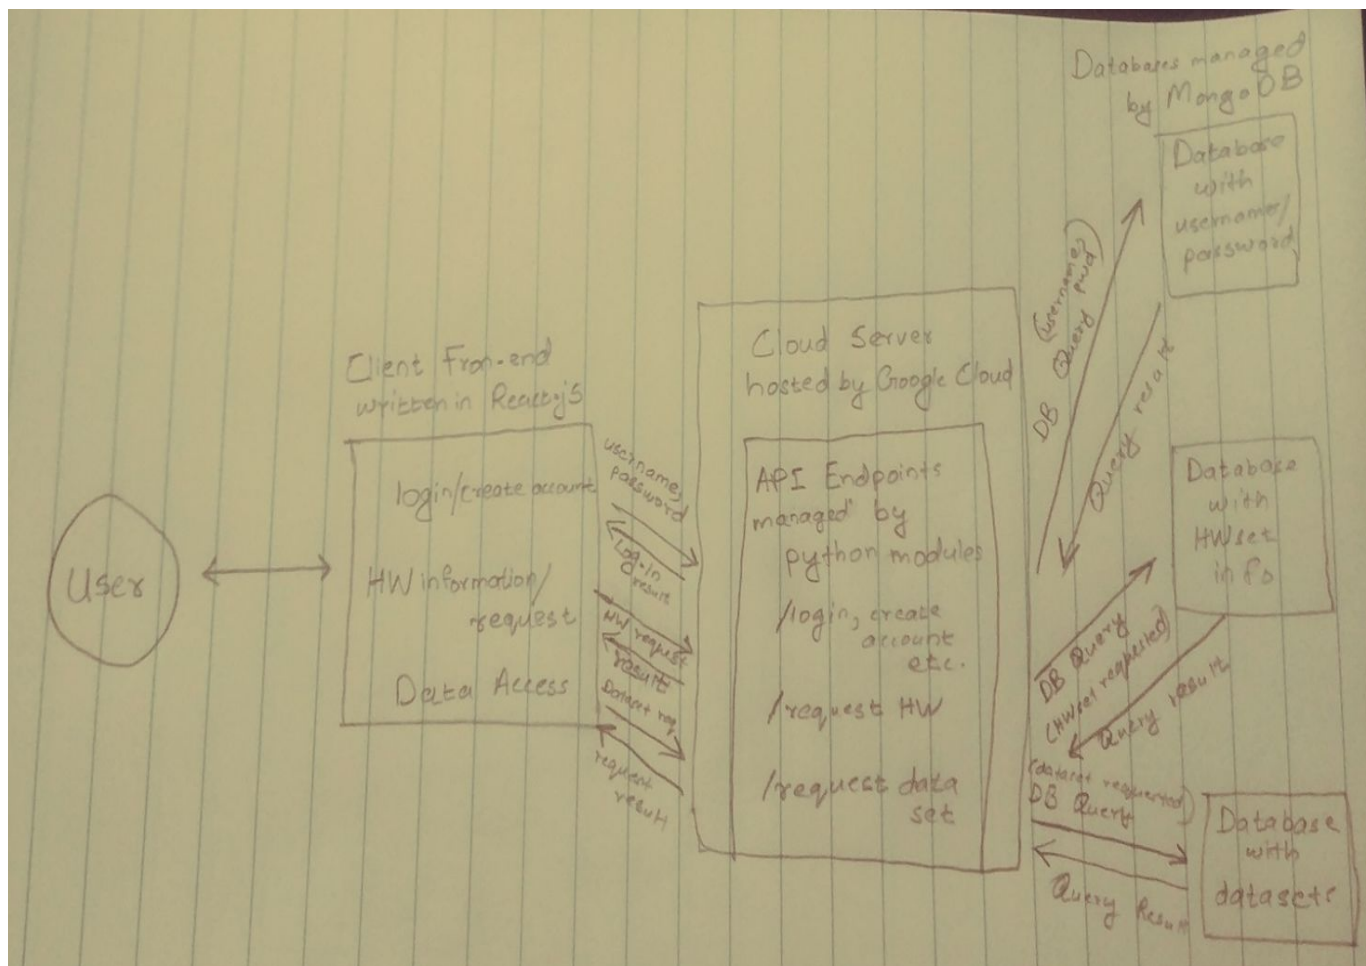 Databases managed
by MongoDB
Database
with
username/
password
DB Query (username, pwd)
Query result
Client Fron-end
written in React.js
login/create account
HW information/
request
Data Access
User
username,
password
Log-in
result
HW request
result
Dataset req
request
result
Cloud Server
hosted by Google Cloud
API Endpoints
managed by
python modules
/login, create
account
etc.
/request HW
/request data
set
Database
with
HWset
info
DB Query
(HWset requested)
Query result
(dataset requested)
DB Query
Query Result
Database
with
datasets